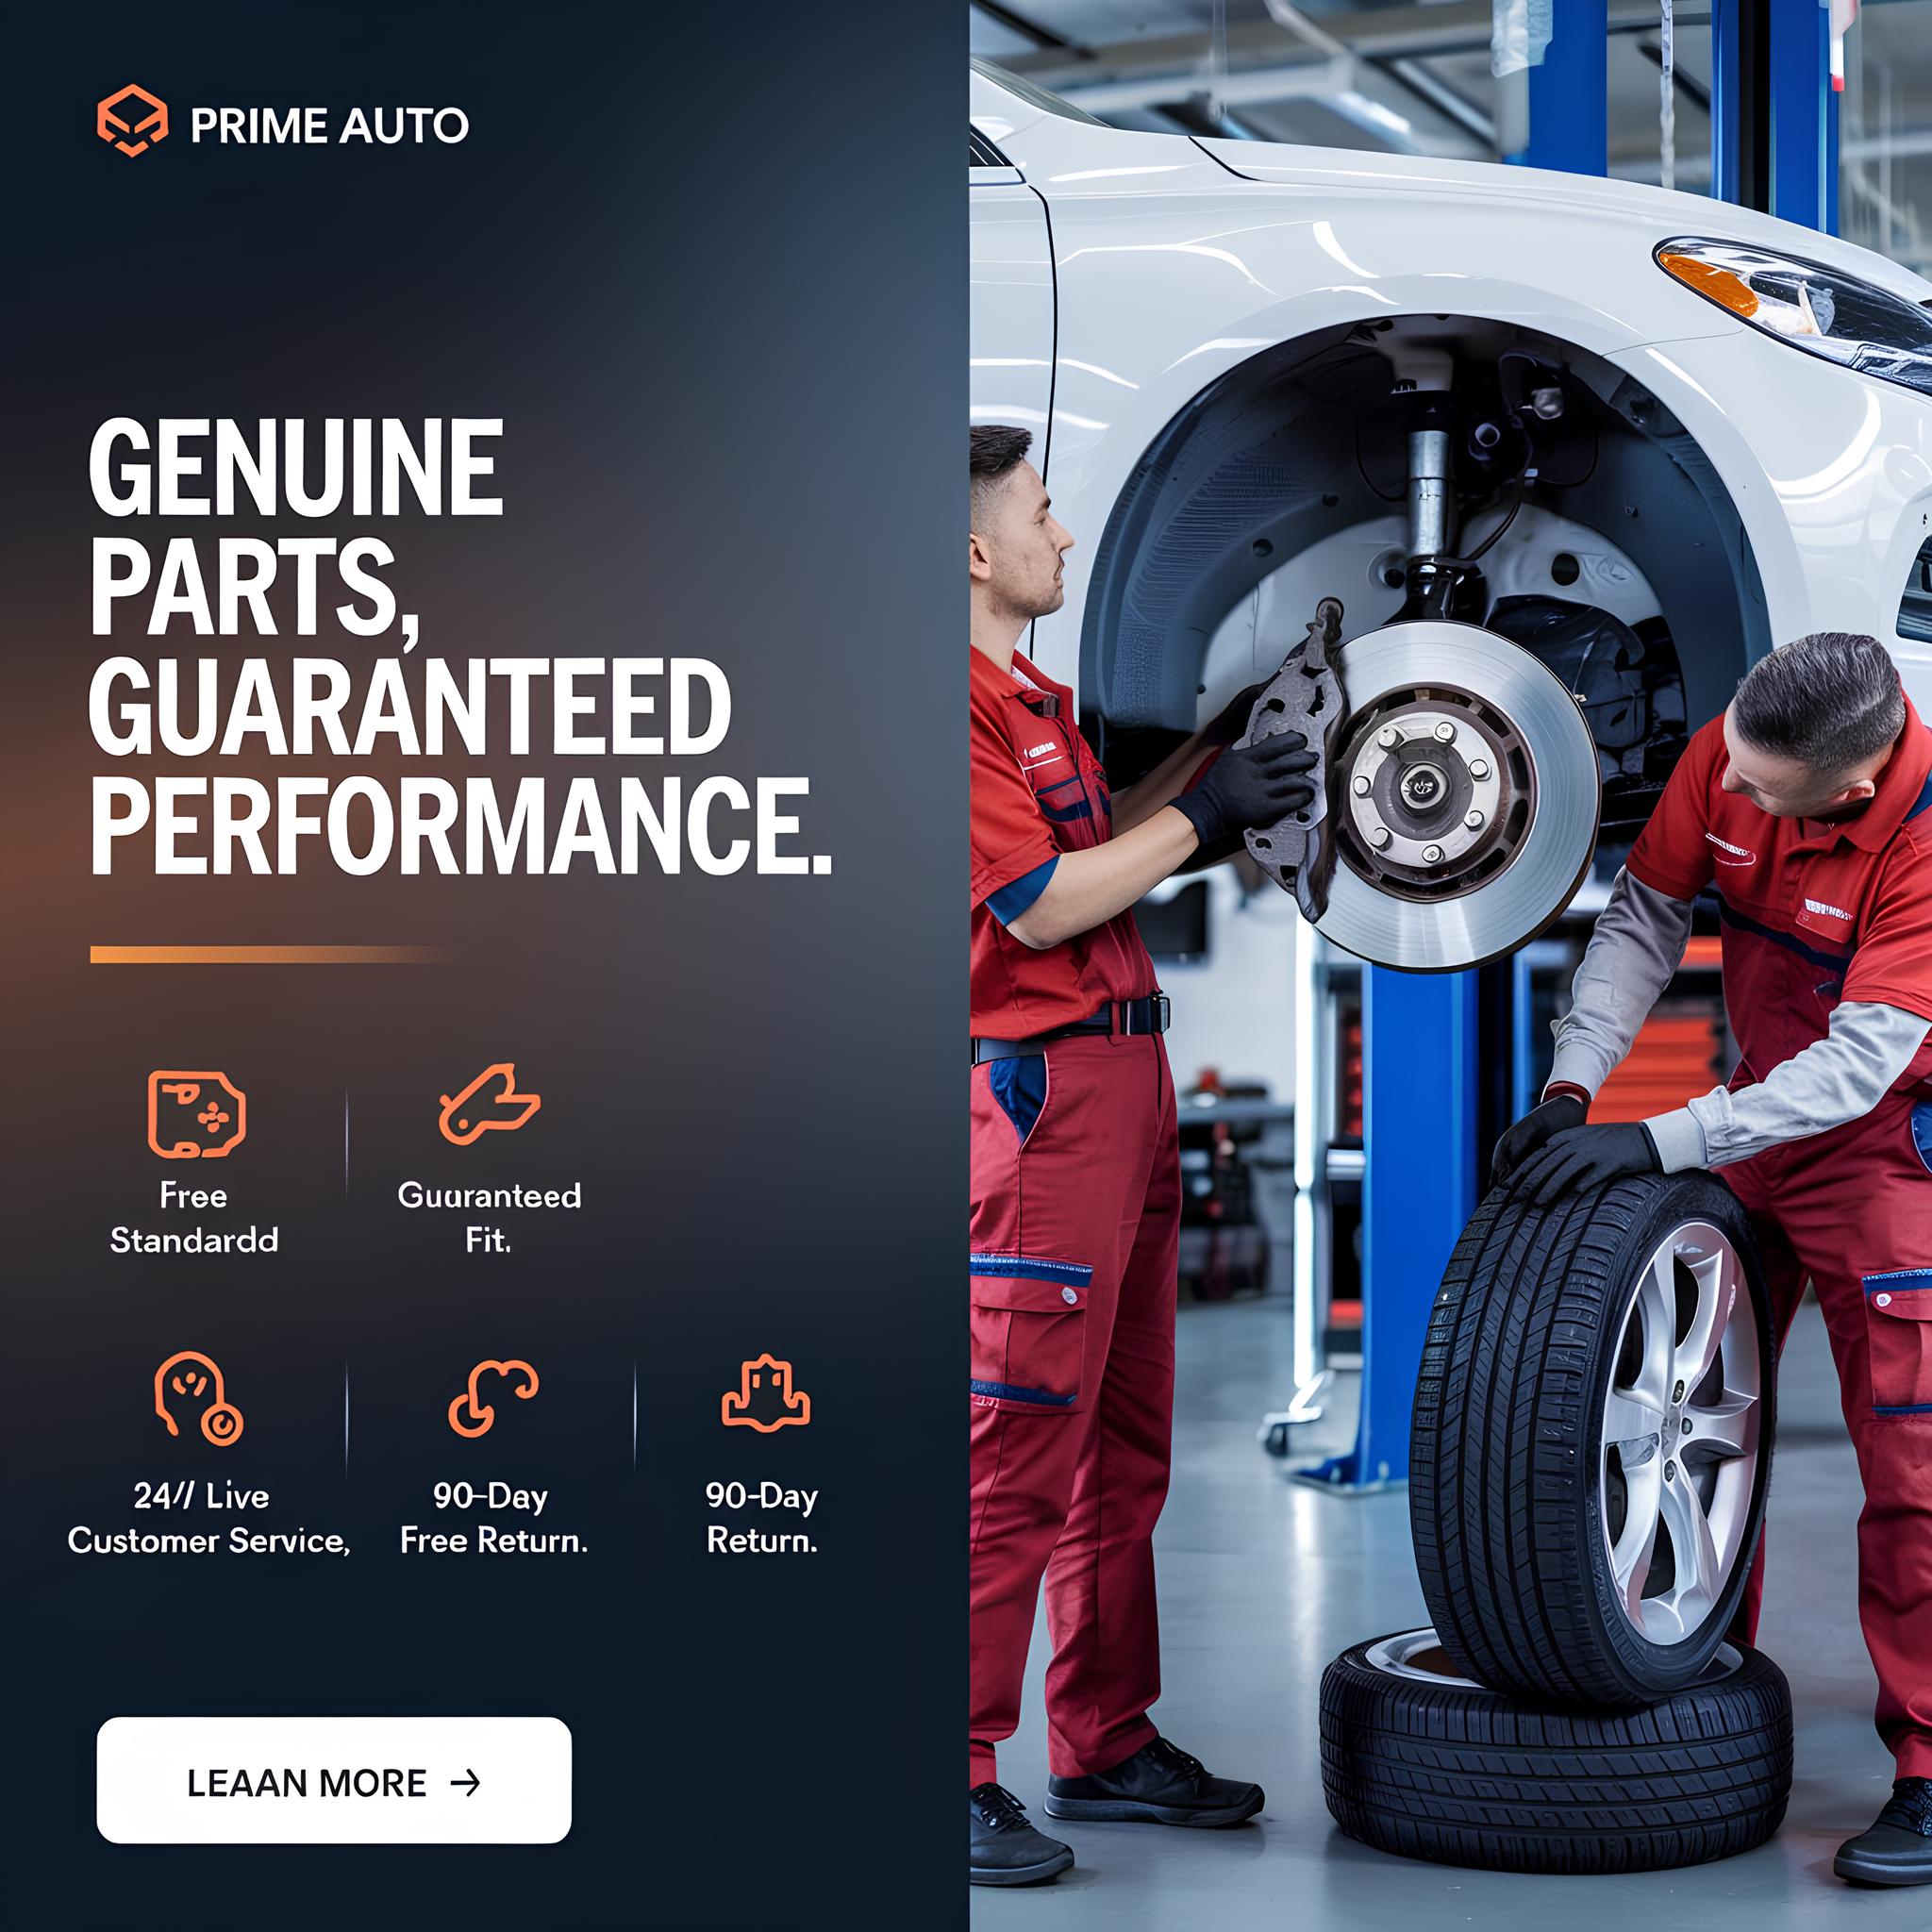 PRIME AUTO
GENUINE
PARTS,
GUARANTEED
PERFORMANCE.
Free
Standardd
Guuranteed
Fit.
24// Live
Customer Service,
90-Day
Free Return.
90-Day
Return.
LEAAN MORE →